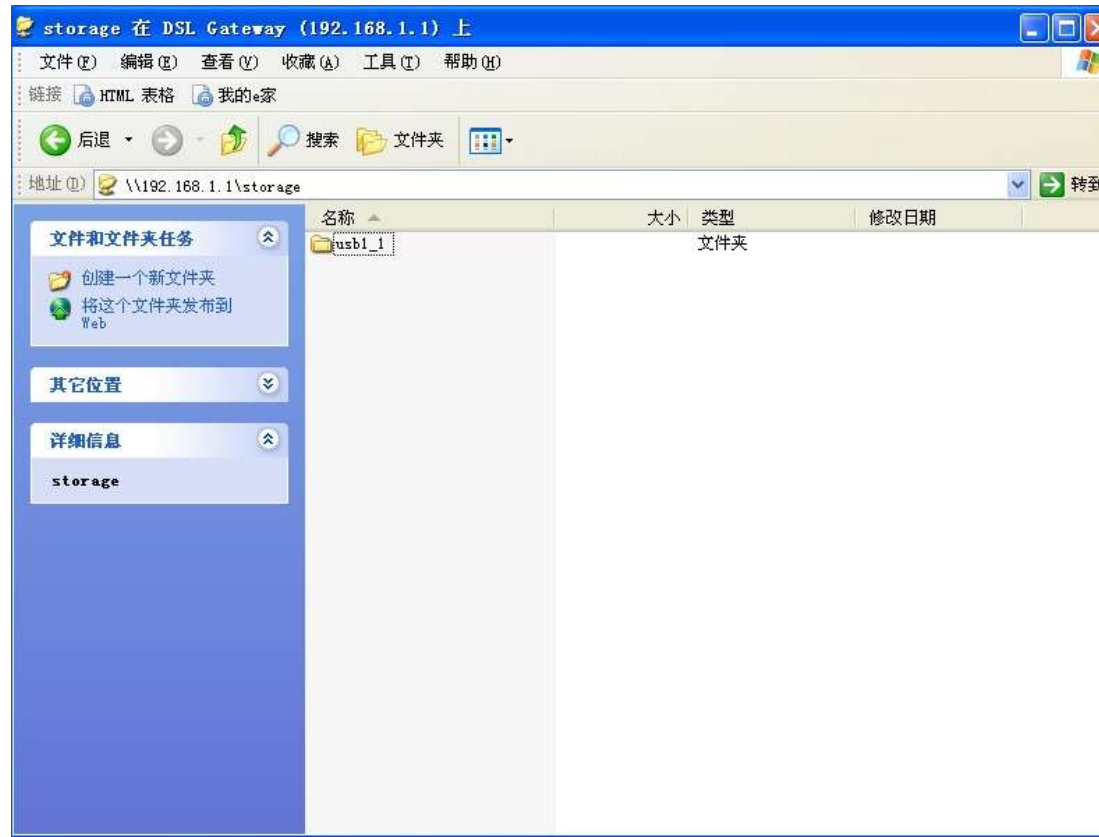 storage 在 DSL Gateway (192.168.1.1) 上
文件(F) 编辑(E) 查看(V) 收藏(A) 工具(T) 帮助(H)
链接 HTML 表格 我的e家
后退 搜索 文件夹
地址(D) \\192.168.1.1\storage 转到
名称 大小 类型 修改日期
usb1_1 文件夹
文件和文件夹任务
创建一个新文件夹
将这个文件夹发布到
Web
其它位置
详细信息
storage